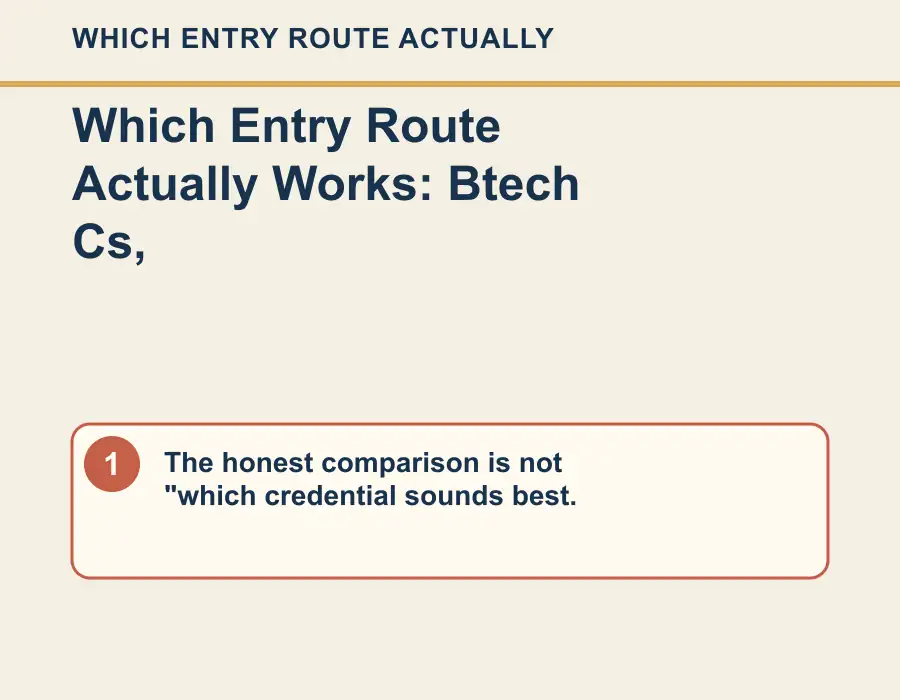 WHICH ENTRY ROUTE ACTUALLY
Which Entry Route
Actually Works: Btech
Cs,
1
The honest comparison is not
"which credential sounds best.